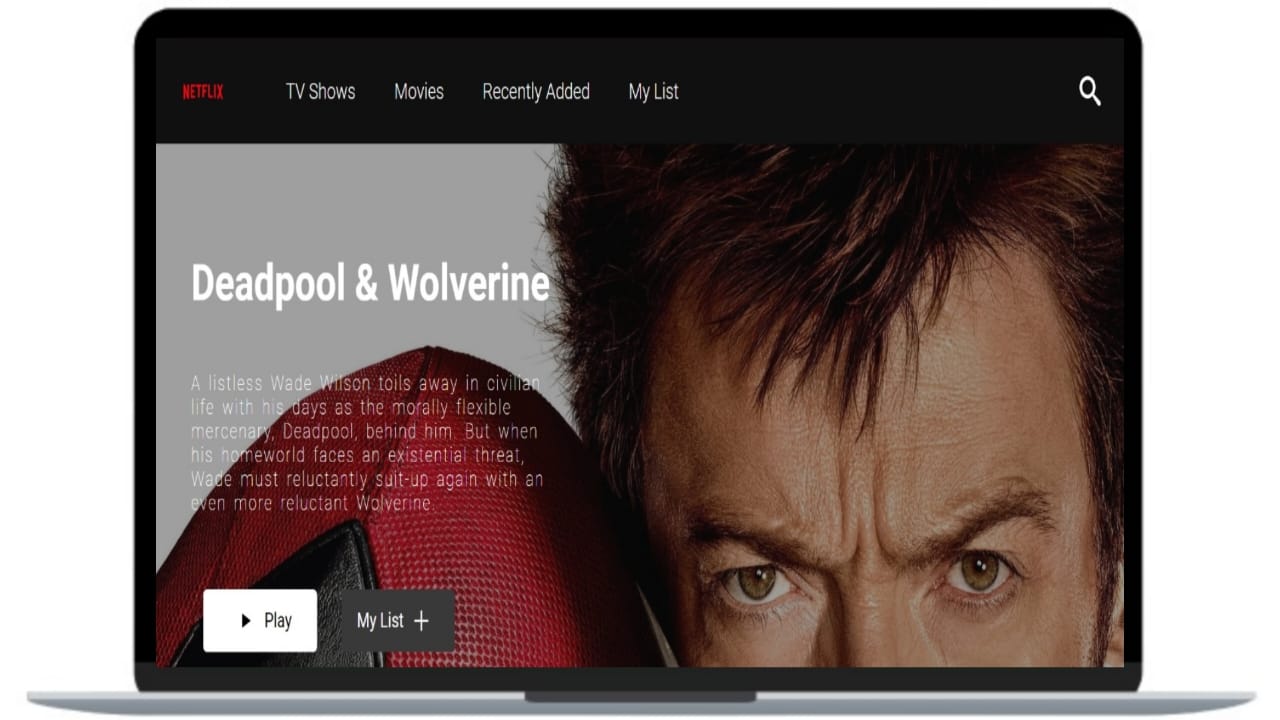 NETFLIX TV Shows Movies Recently Added My List
Deadpool & Wolverine
A listless Wade Wilson toils away in civilian
life with his days as the morally flexible
mercenary, Deadpool, behind him. But when
his homeworld faces an existential threat,
Wade must reluctantly suit-up again with an
even more reluctant Wolverine.
Play My List +